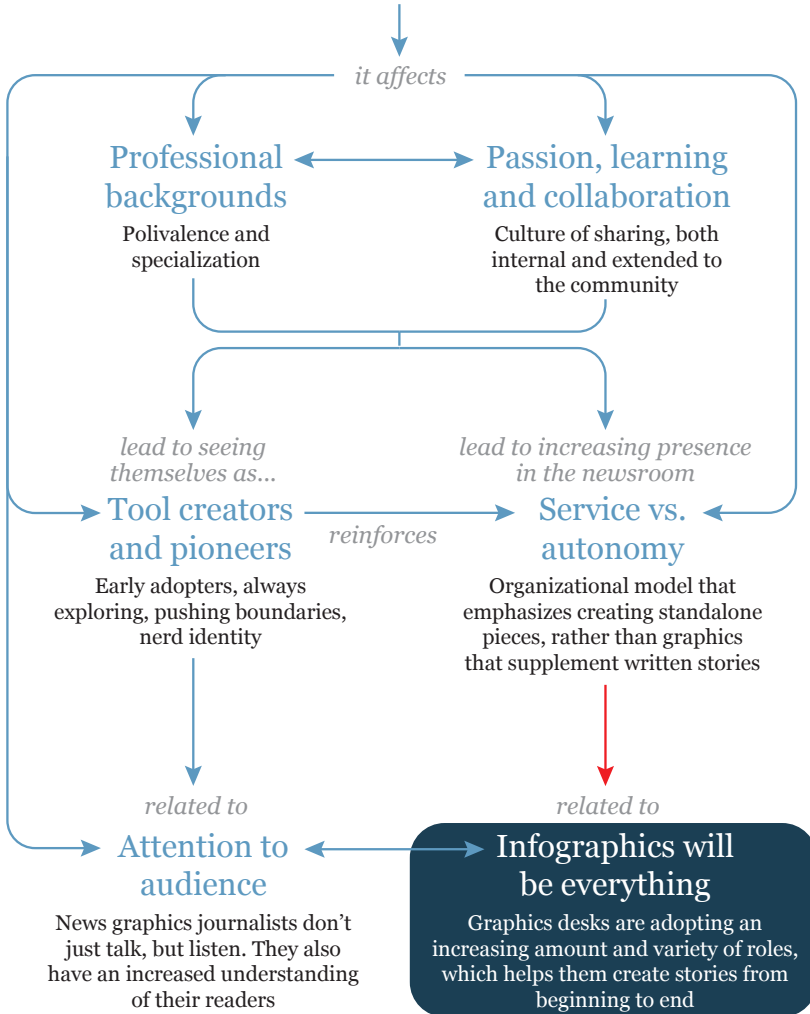 it affects
Professional
backgrounds
Polivalence and
specialization
Passion, learning
and collaboration
Culture of sharing, both
internal and extended to
the community
lead to seeing
themselves as...
Tool creators
and pioneers
Early adopters, always
exploring, pushing boundaries,
nerd identity
reinforces
lead to increasing presence
in the newsroom
Service vs.
autonomy
Organizational model that
emphasizes creating standalone
pieces, rather than graphics
that supplement written stories
related to
Attention to
audience
News graphics journalists don’t
just talk, but listen. They also
have an increased understanding
of their readers
related to
Infographics will
be everything
Graphics desks are adopting an
increasing amount and variety of roles,
which helps them create stories from
beginning to end